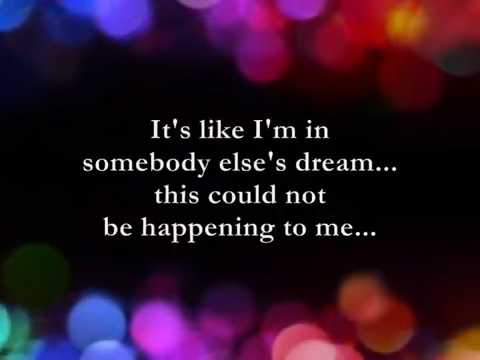 It's like I'm in
somebody else's dream...
this could not
be happening to me...